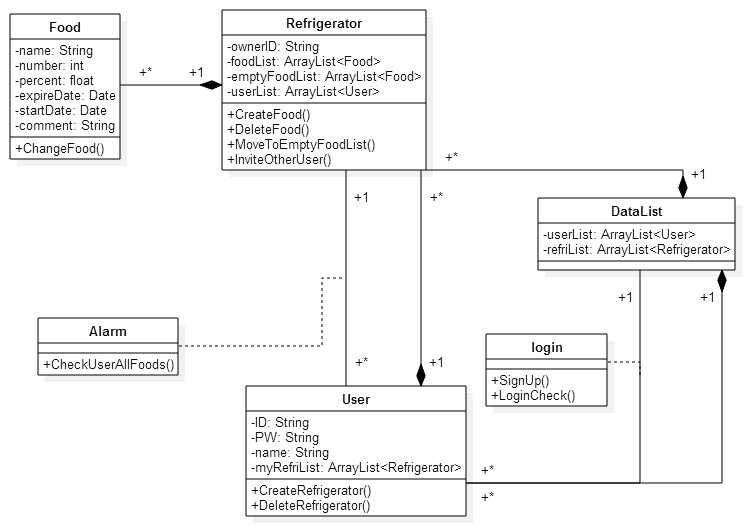 Food
-name: String
-number: int
-percent: float
-expireDate: Date
-startDate: Date
-comment: String
+ChangeFood()
+*
+1
Refrigerator
-ownerID: String
-foodList: ArrayList<Food>
-emptyFoodList: ArrayList<Food>
-userList: ArrayList<User>
+CreateFood()
+DeleteFood()
+MoveToEmptyFoodList()
+InviteOtherUser()
+*
+1
+1
+*
DataList
-userList: ArrayList<User>
-refriList: ArrayList<Refrigerator>
+1
+1
Alarm
+CheckUserAllFoods()
login
+SignUp()
+LoginCheck()
+*
+1
User
-ID: String
-PW: String
-name: String
-myRefriList: ArrayList<Refrigerator>
+CreateRefrigerator()
+DeleteRefrigerator()
+*
+*